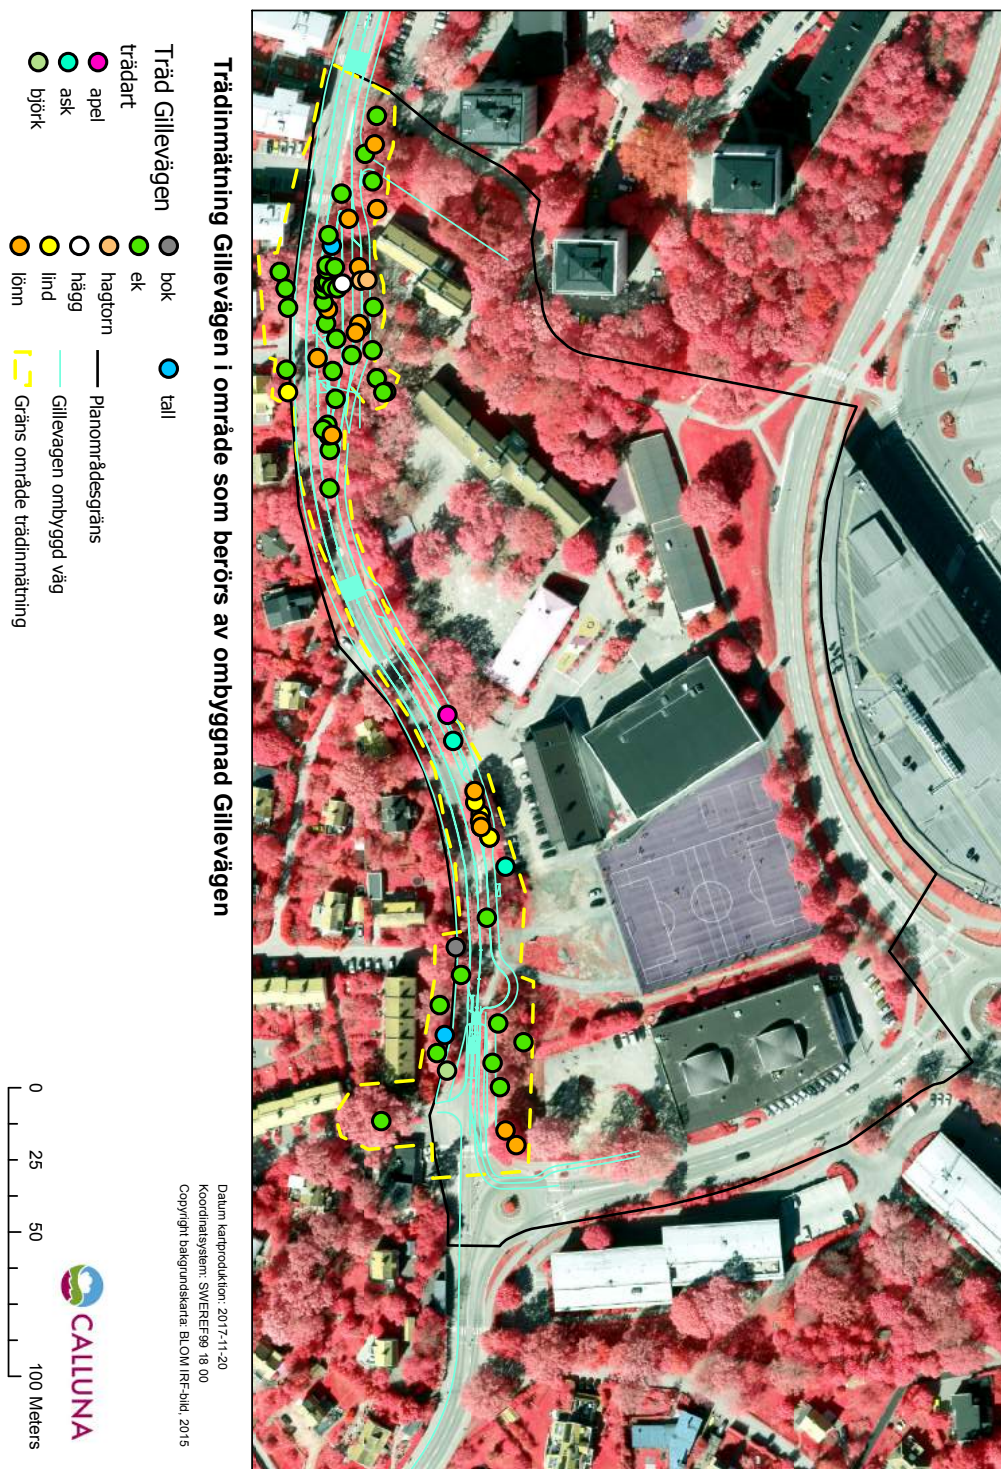 Trädinmätning Gillevägen i område som berörs av ombyggnad Gillevägen
Träd Gillevägen
trädart
apel
ask
björk
bok
ek
hagtorn
hägg
lind
lönn
tall
Planområdesgräns
Gillevagen ombyggd väg
Gräns område trädinmätning
Datum kartproduktion: 2017-11-20
Koordinatsystem: SWEREF99 18 00
Copyright bakgrundskarta: BLOM IRF-bild, 2015
CALLUNA
0 25 50 100 Meters